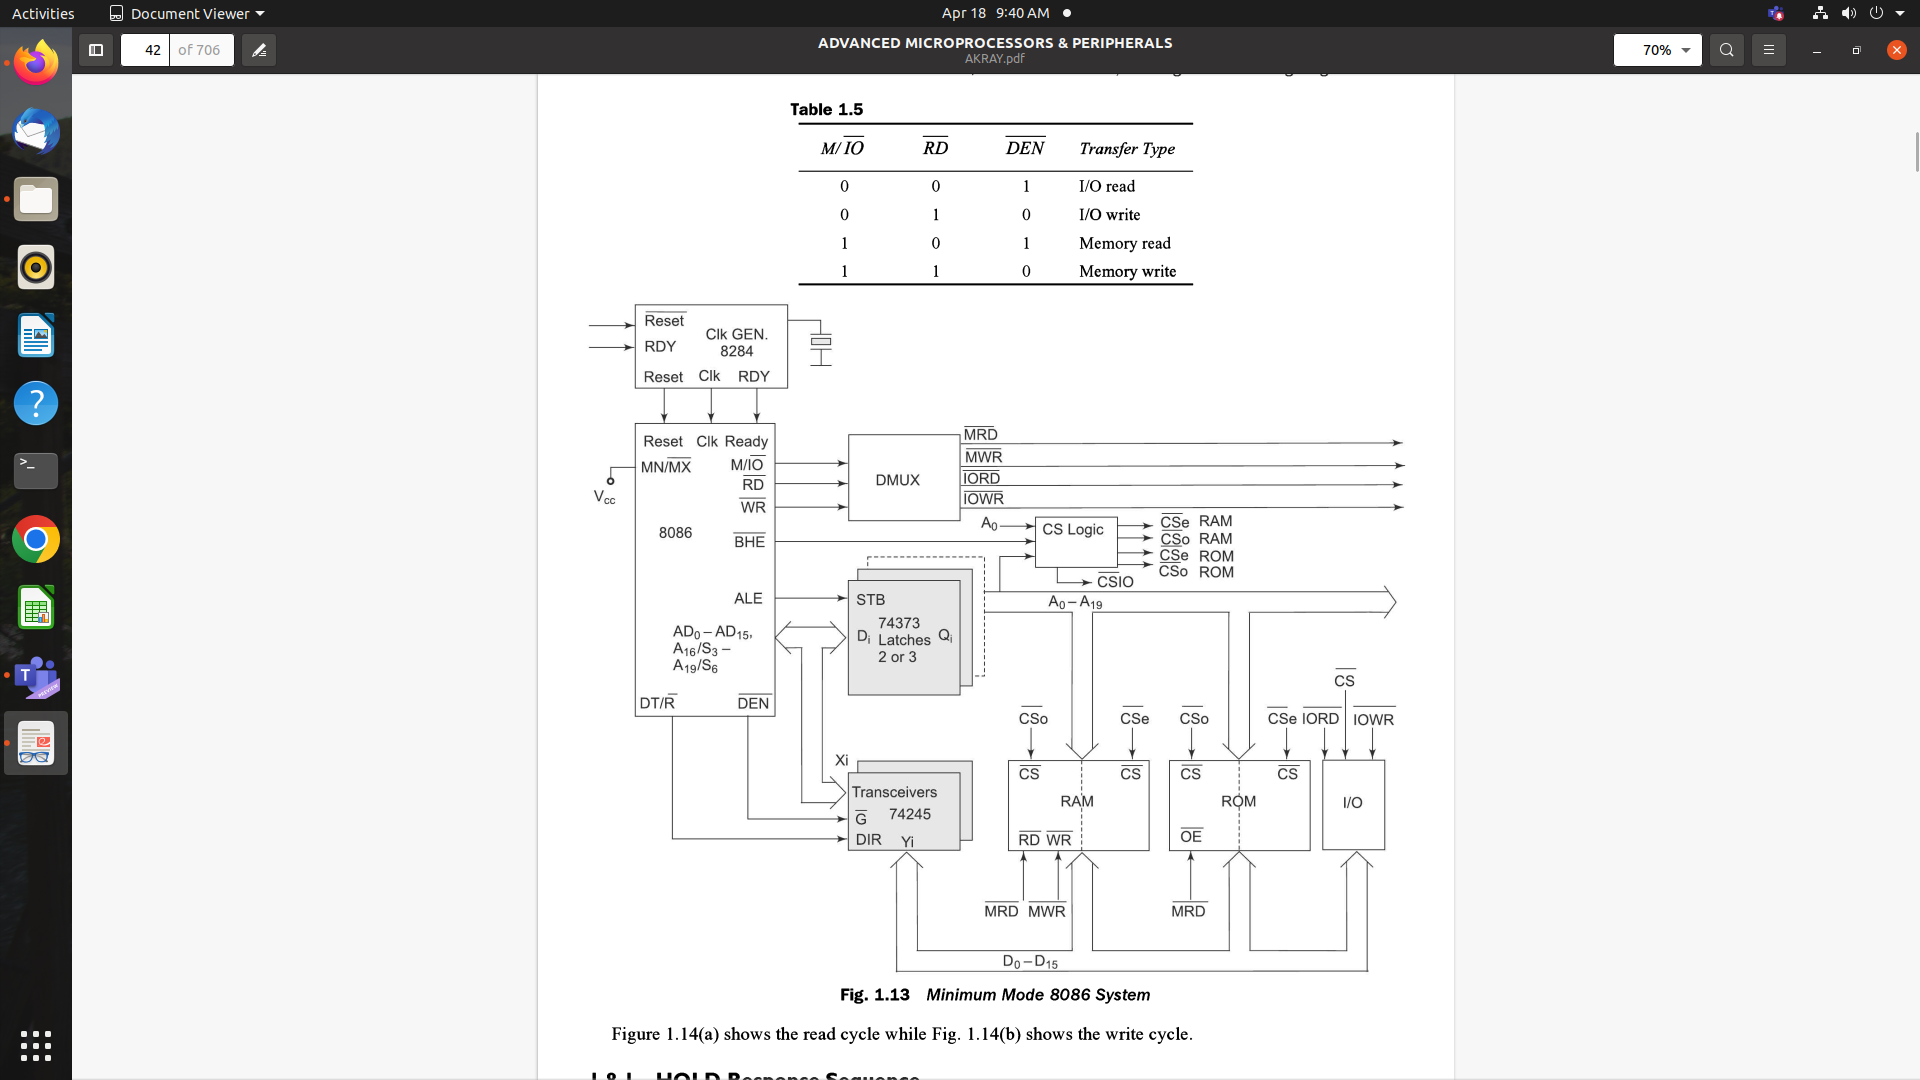 Activities
Document Viewer
Apr 18 9:40 AM
42 of 706
ADVANCED MICROPROCESSORS & PERIPHERALS
AKRAY.pdf
70%
Table 1.5
M/IO RD DEN Transfer Type
0 0 1 I/O read
0 1 0 I/O write
1 0 1 Memory read
1 1 0 Memory write
Reset
RDY
Clk GEN.
8284
Reset Clk RDY
Reset Clk Ready
MN/MX
Vcc
M/IO
RD
WR
8086
BHE
ALE
AD0 – AD15,
A16/S3 –
A19/S6
DT/R
DEN
DMUX
MRD
MWR
IORD
IOWR
A0
CS Logic
CSe RAM
CSo RAM
CSe ROM
CSo ROM
CSIO
A0 – A19
STB
74373
Di Latches Qi
2 or 3
Xi
Transceivers
G 74245
DIR Yi
CS
CSo CSe CSo CSe IORD IOWR
CS CS CS CS
RAM ROM I/O
RD WR OE
MRD MWR MRD
D0 – D15
Fig. 1.13 Minimum Mode 8086 System
Figure 1.14(a) shows the read cycle while Fig. 1.14(b) shows the write cycle.
HOLD Response Sequence